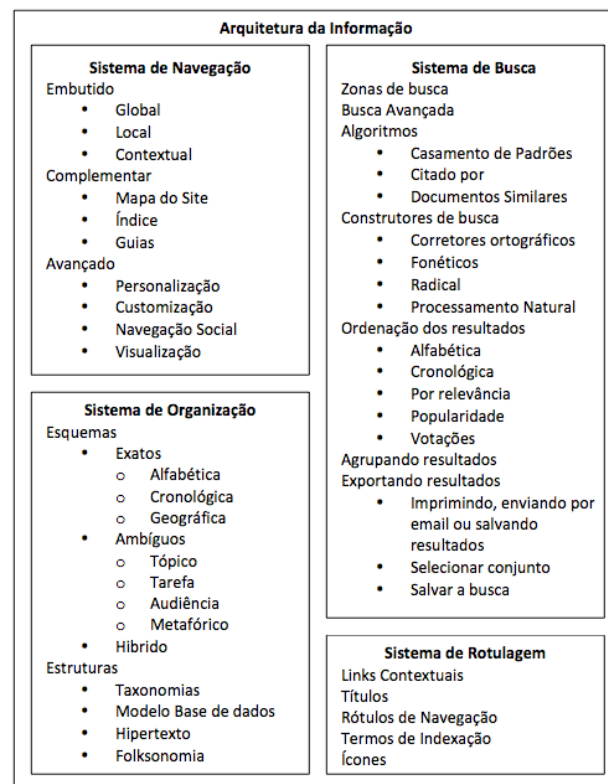 Arquitetura da Informação
Sistema de Navegação
Embutido
• Global
• Local
• Contextual
Complementar
• Mapa do Site
• Índice
• Guias
Avançado
• Personalização
• Customização
• Navegação Social
• Visualização
Sistema de Organização
Esquemas
• Exatos
o Alfabética
o Cronológica
o Geográfica
• Ambíguos
o Tópico
o Tarefa
o Audiência
o Metafórico
• Hibrido
Estruturas
• Taxonomias
• Modelo Base de dados
• Hipertexto
• Folksonomia
Sistema de Busca
Zonas de busca
Busca Avançada
Algoritmos
• Casamento de Padrões
• Citado por
• Documentos Similares
Construtores de busca
• Corretores ortográficos
• Fonéticos
• Radical
• Processamento Natural
Ordenação dos resultados
• Alfabética
• Cronológica
• Por relevância
• Popularidade
• Votações
Agrupando resultados
Exportando resultados
• Imprimindo, enviando por
email ou salvando
resultados
• Selecionar conjunto
• Salvar a busca
Sistema de Rotulagem
Links Contextuais
Títulos
Rótulos de Navegação
Termos de Indexação
Ícones